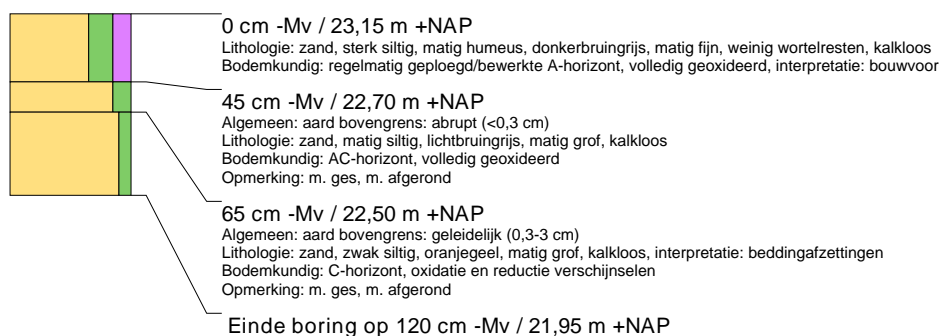 0 cm -Mv / 23,15 m +NAP
Lithologie: zand, sterk siltig, matig humeus, donkerbruingrijs, matig fijn, weinig wortelresten, kalkloos
Bodemkundig: regelmatig geploegd/bewerkte A-horizont, volledig geoxideerd, interpretatie: bouwvoor
45 cm -Mv / 22,70 m +NAP
Algemeen: aard bovengrens: abrupt (<0,3 cm)
Lithologie: zand, matig siltig, lichtbruingrijs, matig grof, kalkloos
Bodemkundig: AC-horizont, volledig geoxideerd
Opmerking: m. ges, m. afgerond
65 cm -Mv / 22,50 m +NAP
Algemeen: aard bovengrens: geleidelijk (0,3-3 cm)
Lithologie: zand, zwak siltig, oranjegeel, matig grof, kalkloos, interpretatie: beddingafzettingen
Bodemkundig: C-horizont, oxidatie en reductie verschijnselen
Opmerking: m. ges, m. afgerond
Einde boring op 120 cm -Mv / 21,95 m +NAP